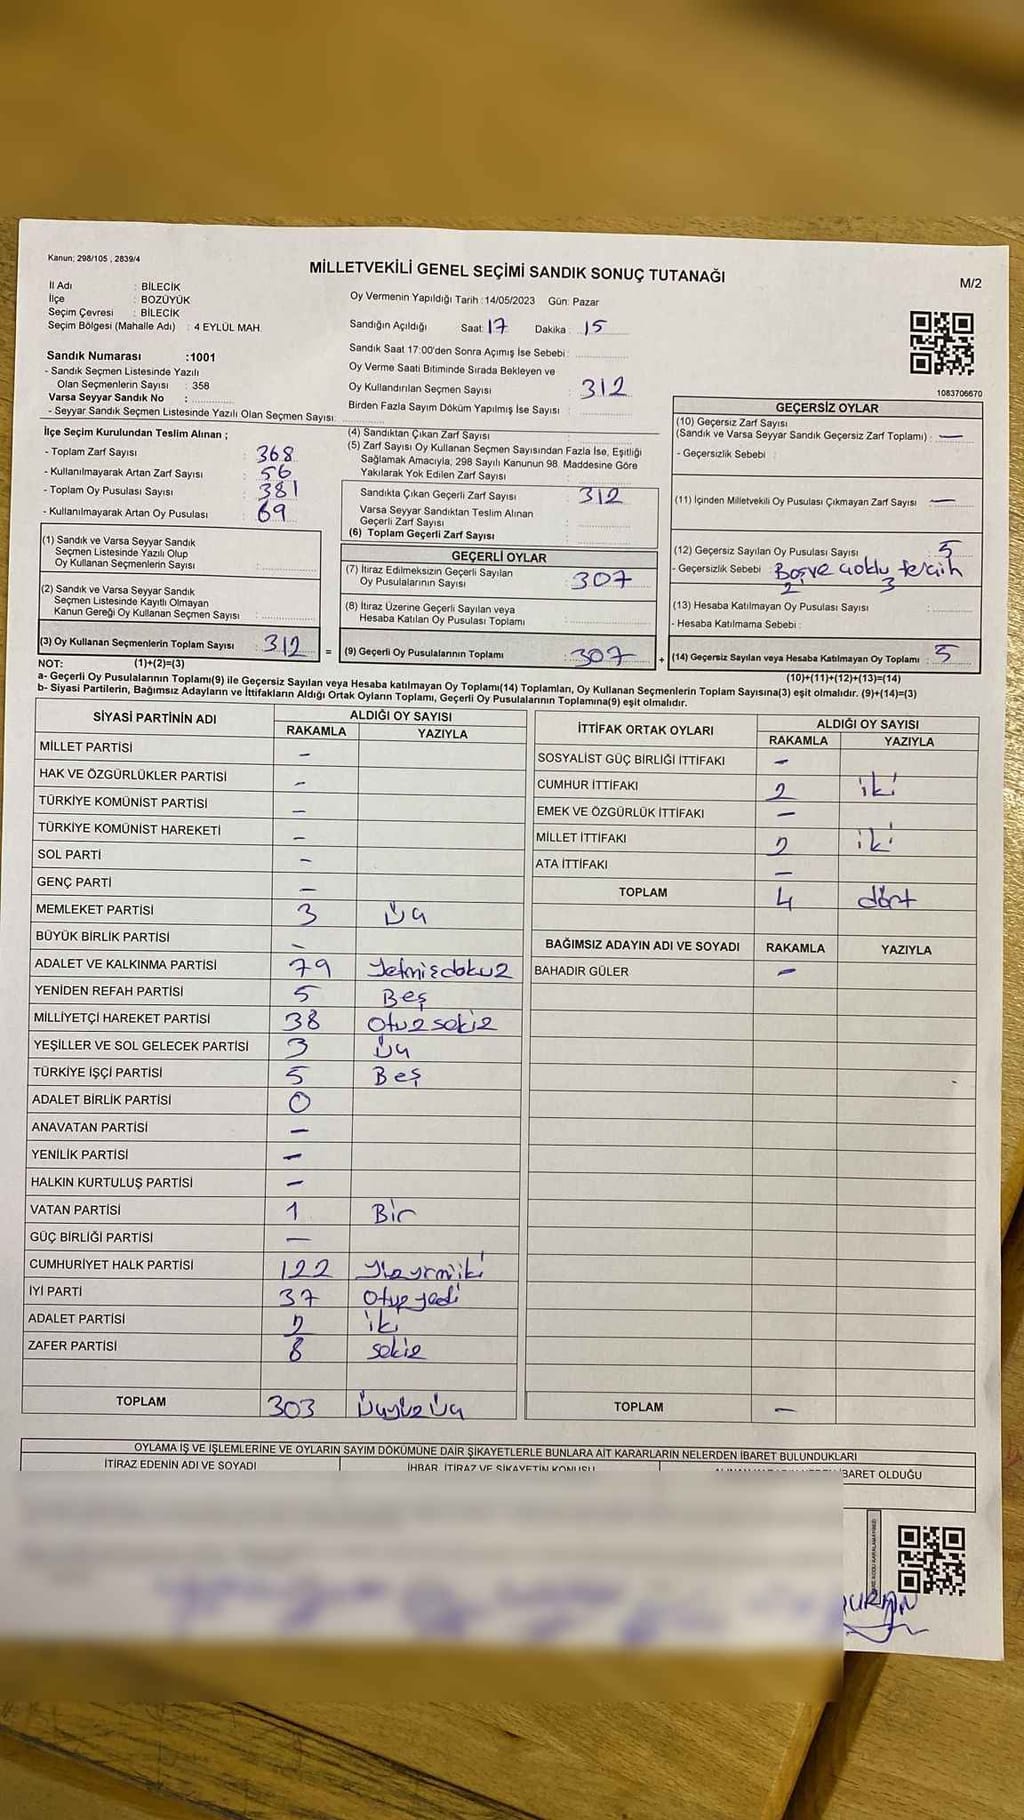 Kanun; 298/105 , 2839/4
MİLLETVEKİLİ GENEL SEÇİMİ SANDIK SONUÇ TUTANAĞI
M/2
İl Adı : BİLECİK
İlçe : BOZÜYÜK
Seçim Çevresi : BİLECİK
Seçim Bölgesi (Mahalle Adı) : 4 EYLÜL MAH.
Sandık Numarası :1001
- Sandık Seçmen Listesinde Yazılı
Olan Seçmenlerin Sayısı : 358
Varsa Seyyar Sandık No :
- Seyyar Sandık Seçmen Listesinde Yazılı Olan Seçmen Sayısı:
Oy Vermenin Yapıldığı Tarih :14/05/2023 Gün: Pazar
Sandığın Açıldığı Saat: 17 Dakika : 15
Sandık Saat 17:00'den Sonra Açımış İse Sebebi :
Oy Verme Saati Bitiminde Sırada Bekleyen ve
Oy Kullandırılan Seçmen Sayısı : 312
Birden Fazla Sayım Döküm Yapılmış İse Sayısı :
1083706670
İlçe Seçim Kurulundan Teslim Alınan ;
- Toplam Zarf Sayısı : 368
- Kullanılmayarak Artan Zarf Sayısı : 56
- Toplam Oy Pusulası Sayısı : 381
- Kullanılmayarak Artan Oy Pusulası : 69
(1) Sandık ve Varsa Seyyar Sandık
Seçmen Listesinde Yazılı Olup
Oy Kullanan Seçmenlerin Sayısı :
(2) Sandık ve Varsa Seyyar Sandık
Seçmen Listesinde Kayıtlı Olmayan
Kanun Gereği Oy Kullanan Seçmen Sayısı :
(3) Oy Kullanan Seçmenlerin Toplam Sayısı : 312
(4) Sandıktan Çıkan Zarf Sayısı :
(5) Zarf Sayısı Oy Kullanan Seçmen Sayısından Fazla İse, Eşitliği
Sağlamak Amacıyla, 298 Sayılı Kanunun 98. Maddesine Göre
Yakılarak Yok Edilen Zarf Sayısı :
Sandıkta Çıkan Geçerli Zarf Sayısı : 312
Varsa Seyyar Sandıktan Teslim Alınan
Geçerli Zarf Sayısı :
(6) Toplam Geçerli Zarf Sayısı :
GEÇERLİ OYLAR
(7) İtiraz Edilmeksizin Geçerli Sayılan
Oy Pusulalarının Sayısı : 307
(8) İtiraz Üzerine Geçerli Sayılan veya
Hesaba Katılan Oy Pusulası Toplamı :
= (9) Geçerli Oy Pusulalarının Toplamı : 307
GEÇERSİZ OYLAR
(10) Geçersiz Zarf Sayısı
(Sandık ve Varsa Seyyar Sandık Geçersiz Zarf Toplamı) : —
- Geçersizlik Sebebi :
(11) İçinden Milletvekili Oy Pusulası Çıkmayan Zarf Sayısı : —
(12) Geçersiz Sayılan Oy Pusulası Sayısı : 5
- Geçersizlik Sebebi : Boş ve çoklu tercih
2 3
(13) Hesaba Katılmayan Oy Pusulası Sayısı :
- Hesaba Katılmama Sebebi :
+ (14) Geçersiz Sayılan veya Hesaba Katılmayan Oy Toplamı : 5
NOT: (1)+(2)=(3)
(10)+(11)+(12)+(13)=(14)
a- Geçerli Oy Pusulalarının Toplamı(9) ile Geçersiz Sayılan veya Hesaba katılmayan Oy Toplamı(14) Toplamları, Oy Kullanan Seçmenlerin Toplam Sayısına(3) eşit olmalıdır. (9)+(14)=(3)
b- Siyasi Partilerin, Bağımsız Adayların ve İttifakların Aldığı Ortak Oyların Toplamı, Geçerli Oy Pusulalarının Toplamına(9) eşit olmalıdır.
SİYASİ PARTİNİN ADI ALDIĞI OY SAYISI
RAKAMLA YAZIYLA
MİLLET PARTİSİ —
HAK VE ÖZGÜRLÜKLER PARTİSİ —
TÜRKİYE KOMÜNİST PARTİSİ —
TÜRKİYE KOMÜNİST HAREKETİ —
SOL PARTİ —
GENÇ PARTİ —
MEMLEKET PARTİSİ 3 Üç
BÜYÜK BİRLİK PARTİSİ —
ADALET VE KALKINMA PARTİSİ 79 Yetmişdokuz
YENİDEN REFAH PARTİSİ 5 Beş
MİLLİYETÇİ HAREKET PARTİSİ 38 Otuzsekiz
YEŞİLLER VE SOL GELECEK PARTİSİ 3 Üç
TÜRKİYE İŞÇİ PARTİSİ 5 Beş
ADALET BİRLİK PARTİSİ 0
ANAVATAN PARTİSİ —
YENİLİK PARTİSİ —
HALKIN KURTULUŞ PARTİSİ —
VATAN PARTİSİ 1 Bir
GÜÇ BİRLİĞİ PARTİSİ —
CUMHURİYET HALK PARTİSİ 122
İYİ PARTİ 37 Otuzyedi
ADALET PARTİSİ 2 iki
ZAFER PARTİSİ 8 sekiz
TOPLAM 303 Üçyüzüç
İTTİFAK ORTAK OYLARI ALDIĞI OY SAYISI
RAKAMLA YAZIYLA
SOSYALİST GÜÇ BİRLİĞİ İTTİFAKI —
CUMHUR İTTİFAKI 2 iki
EMEK VE ÖZGÜRLÜK İTTİFAKI —
MİLLET İTTİFAKI 2 iki
ATA İTTİFAKI —
TOPLAM 4 dört
BAĞIMSIZ ADAYIN ADI VE SOYADI RAKAMLA YAZIYLA
BAHADIR GÜLER —
TOPLAM —
OYLAMA İŞ VE İŞLEMLERİNE VE OYLARIN SAYIM DÖKÜMÜNE DAİR ŞİKAYETLERLE BUNLARA AİT KARARLARIN NELERDEN İBARET BULUNDUKLARI
İTİRAZ EDENİN ADI VE SOYADI İHBAR, İTİRAZ VE ŞİKAYETİN KONUSU İBARET OLDUĞU